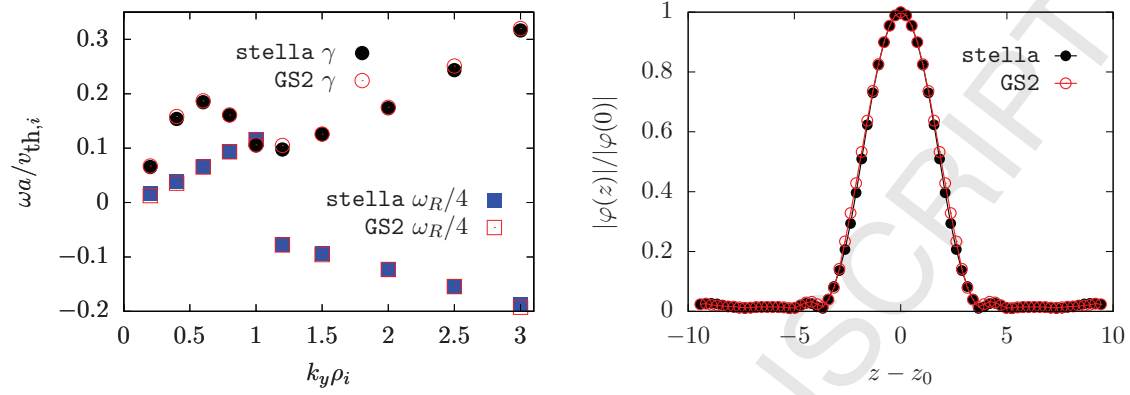 0.3
0.2
0.1
0
−0.1
−0.2
ωa/v_th,i
stella γ
GS2 γ
stella ω_R/4
GS2 ω_R/4
0 0.5 1 1.5 2 2.5 3
k_yρ_i
1
0.8
0.6
0.4
0.2
0
|φ(z)|/|φ(0)|
stella
GS2
−10 −5 0 5 10
z − z_0
ISCRIPT